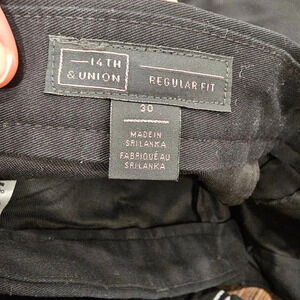 14TH
& UNION
REGULAR FIT
30
MADE IN
SRI LANKA
FABRIQUÉ AU
SRI LANKA